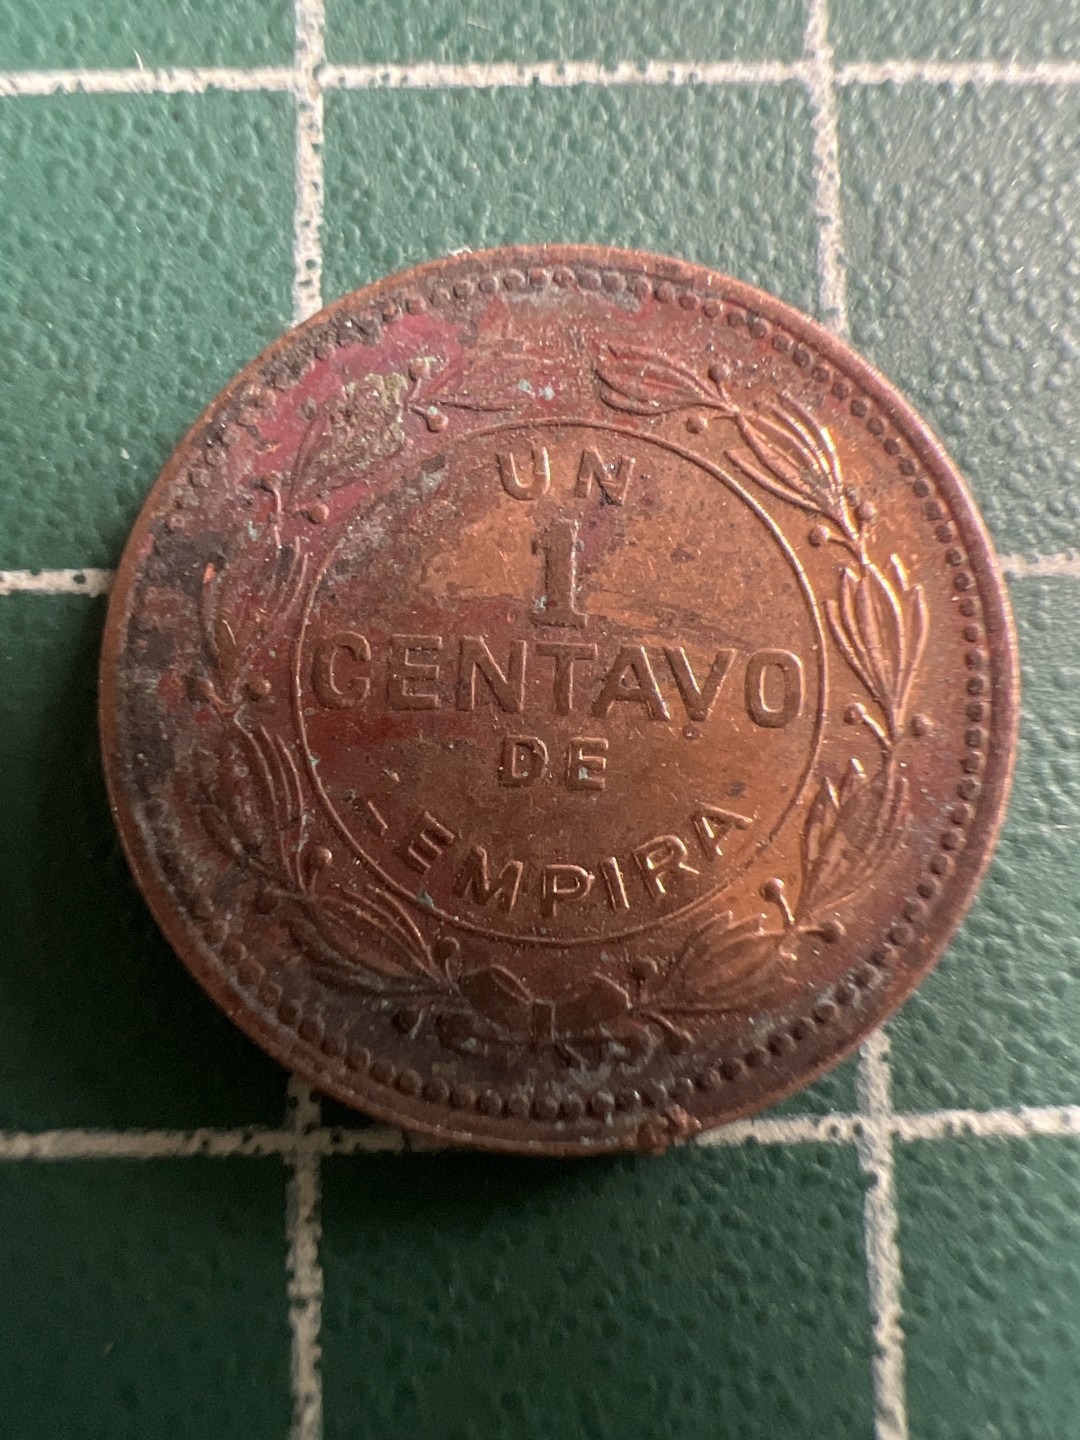 UN
1
CENTAVO
DE
LEMPIRA